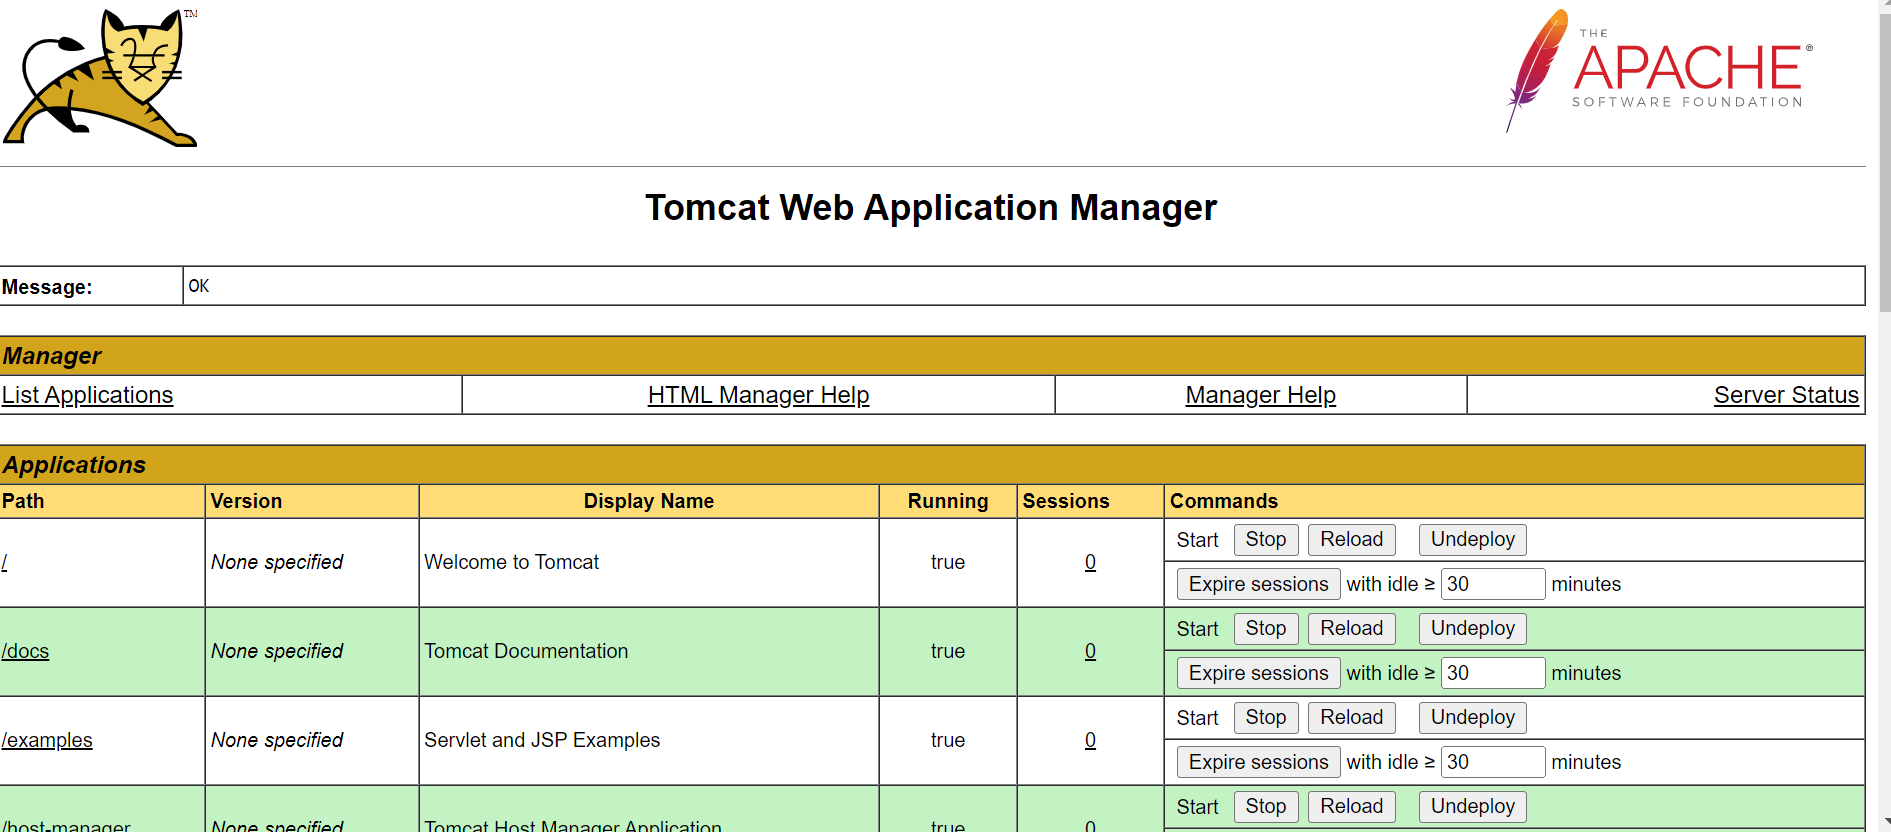 TM
THE
APACHE®
SOFTWARE FOUNDATION
Tomcat Web Application Manager
Message: OK
Manager
List Applications HTML Manager Help Manager Help Server Status
Applications
Path Version Display Name Running Sessions Commands
/ None specified Welcome to Tomcat true 0
Start Stop Reload Undeploy
Expire sessions with idle ≥ 30 minutes
/docs None specified Tomcat Documentation true 0
Start Stop Reload Undeploy
Expire sessions with idle ≥ 30 minutes
/examples None specified Servlet and JSP Examples true 0
Start Stop Reload Undeploy
Expire sessions with idle ≥ 30 minutes
Start Stop Reload Undeploy
/host-manager None specified Tomcat Host Manager Application true 0